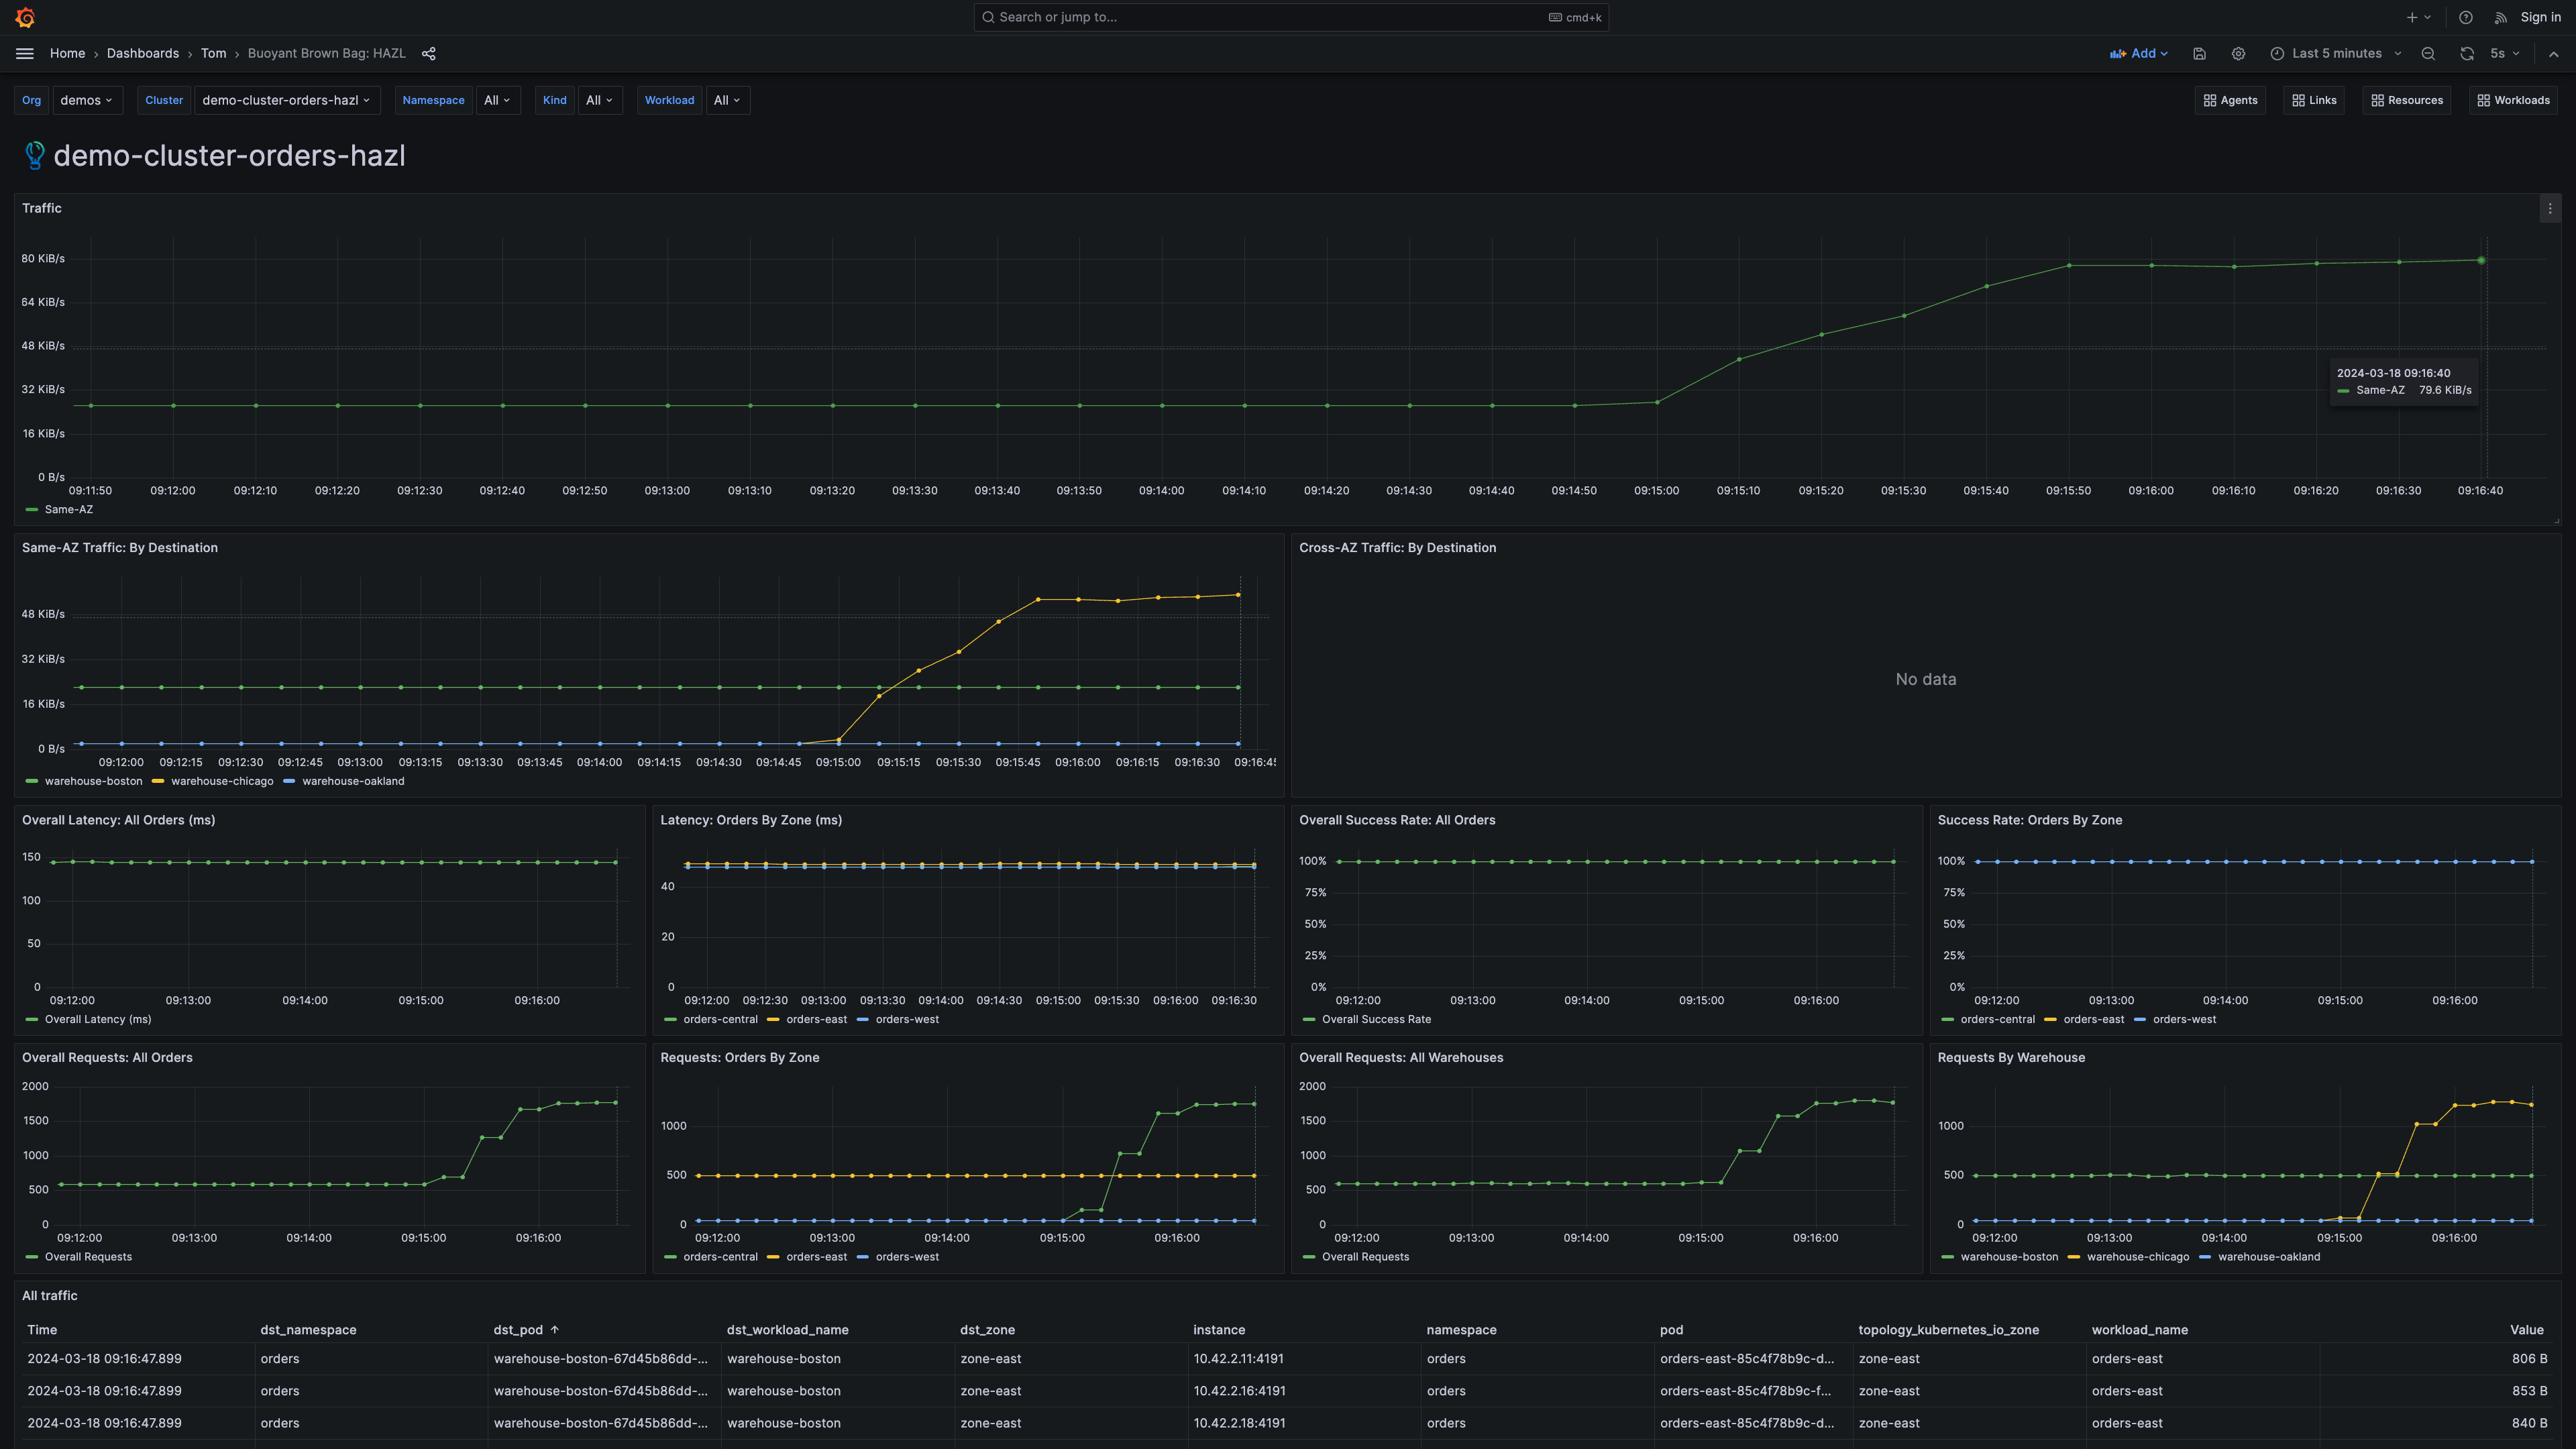 Search or jump to... cmd+k Sign in
Home › Dashboards › Tom › Buoyant Brown Bag: HAZL Add Last 5 minutes 5s
Org demos Cluster demo-cluster-orders-hazl Namespace All Kind All Workload All Agents Links Resources Workloads
demo-cluster-orders-hazl
Traffic
80 KiB/s
64 KiB/s
48 KiB/s
32 KiB/s
16 KiB/s
0 B/s
2024-03-18 09:16:40
Same-AZ 79.6 KiB/s
09:11:50 09:12:00 09:12:10 09:12:20 09:12:30 09:12:40 09:12:50 09:13:00 09:13:10 09:13:20 09:13:30 09:13:40 09:13:50 09:14:00 09:14:10 09:14:20 09:14:30 09:14:40 09:14:50 09:15:00 09:15:10 09:15:20 09:15:30 09:15:40 09:15:50 09:16:00 09:16:10 09:16:20 09:16:30 09:16:40
Same-AZ
Same-AZ Traffic: By Destination
48 KiB/s
32 KiB/s
16 KiB/s
0 B/s
09:12:00 09:12:15 09:12:30 09:12:45 09:13:00 09:13:15 09:13:30 09:13:45 09:14:00 09:14:15 09:14:30 09:14:45 09:15:00 09:15:15 09:15:30 09:15:45 09:16:00 09:16:15 09:16:30 09:16:45
warehouse-boston warehouse-chicago warehouse-oakland
Cross-AZ Traffic: By Destination
No data
Overall Latency: All Orders (ms)
150
100
50
0
09:12:00 09:13:00 09:14:00 09:15:00 09:16:00
Overall Latency (ms)
Latency: Orders By Zone (ms)
40
20
0
09:12:00 09:12:30 09:13:00 09:13:30 09:14:00 09:14:30 09:15:00 09:15:30 09:16:00 09:16:30
orders-central orders-east orders-west
Overall Success Rate: All Orders
100%
75%
50%
25%
0%
09:12:00 09:13:00 09:14:00 09:15:00 09:16:00
Overall Success Rate
Success Rate: Orders By Zone
100%
75%
50%
25%
0%
09:12:00 09:13:00 09:14:00 09:15:00 09:16:00
orders-central orders-east orders-west
Overall Requests: All Orders
2000
1500
1000
500
0
09:12:00 09:13:00 09:14:00 09:15:00 09:16:00
Overall Requests
Requests: Orders By Zone
1000
500
0
09:12:00 09:13:00 09:14:00 09:15:00 09:16:00
orders-central orders-east orders-west
Overall Requests: All Warehouses
2000
1500
1000
500
0
09:12:00 09:13:00 09:14:00 09:15:00 09:16:00
Overall Requests
Requests By Warehouse
1000
500
0
09:12:00 09:13:00 09:14:00 09:15:00 09:16:00
warehouse-boston warehouse-chicago warehouse-oakland
All traffic
Time dst_namespace dst_pod ↑ dst_workload_name dst_zone instance namespace pod topology_kubernetes_io_zone workload_name Value
2024-03-18 09:16:47.899 orders warehouse-boston-67d45b86dd-... warehouse-boston zone-east 10.42.2.11:4191 orders orders-east-85c4f78b9c-d... zone-east orders-east 806 B
2024-03-18 09:16:47.899 orders warehouse-boston-67d45b86dd-... warehouse-boston zone-east 10.42.2.16:4191 orders orders-east-85c4f78b9c-f... zone-east orders-east 853 B
2024-03-18 09:16:47.899 orders warehouse-boston-67d45b86dd-... warehouse-boston zone-east 10.42.2.18:4191 orders orders-east-85c4f78b9c-d... zone-east orders-east 840 B